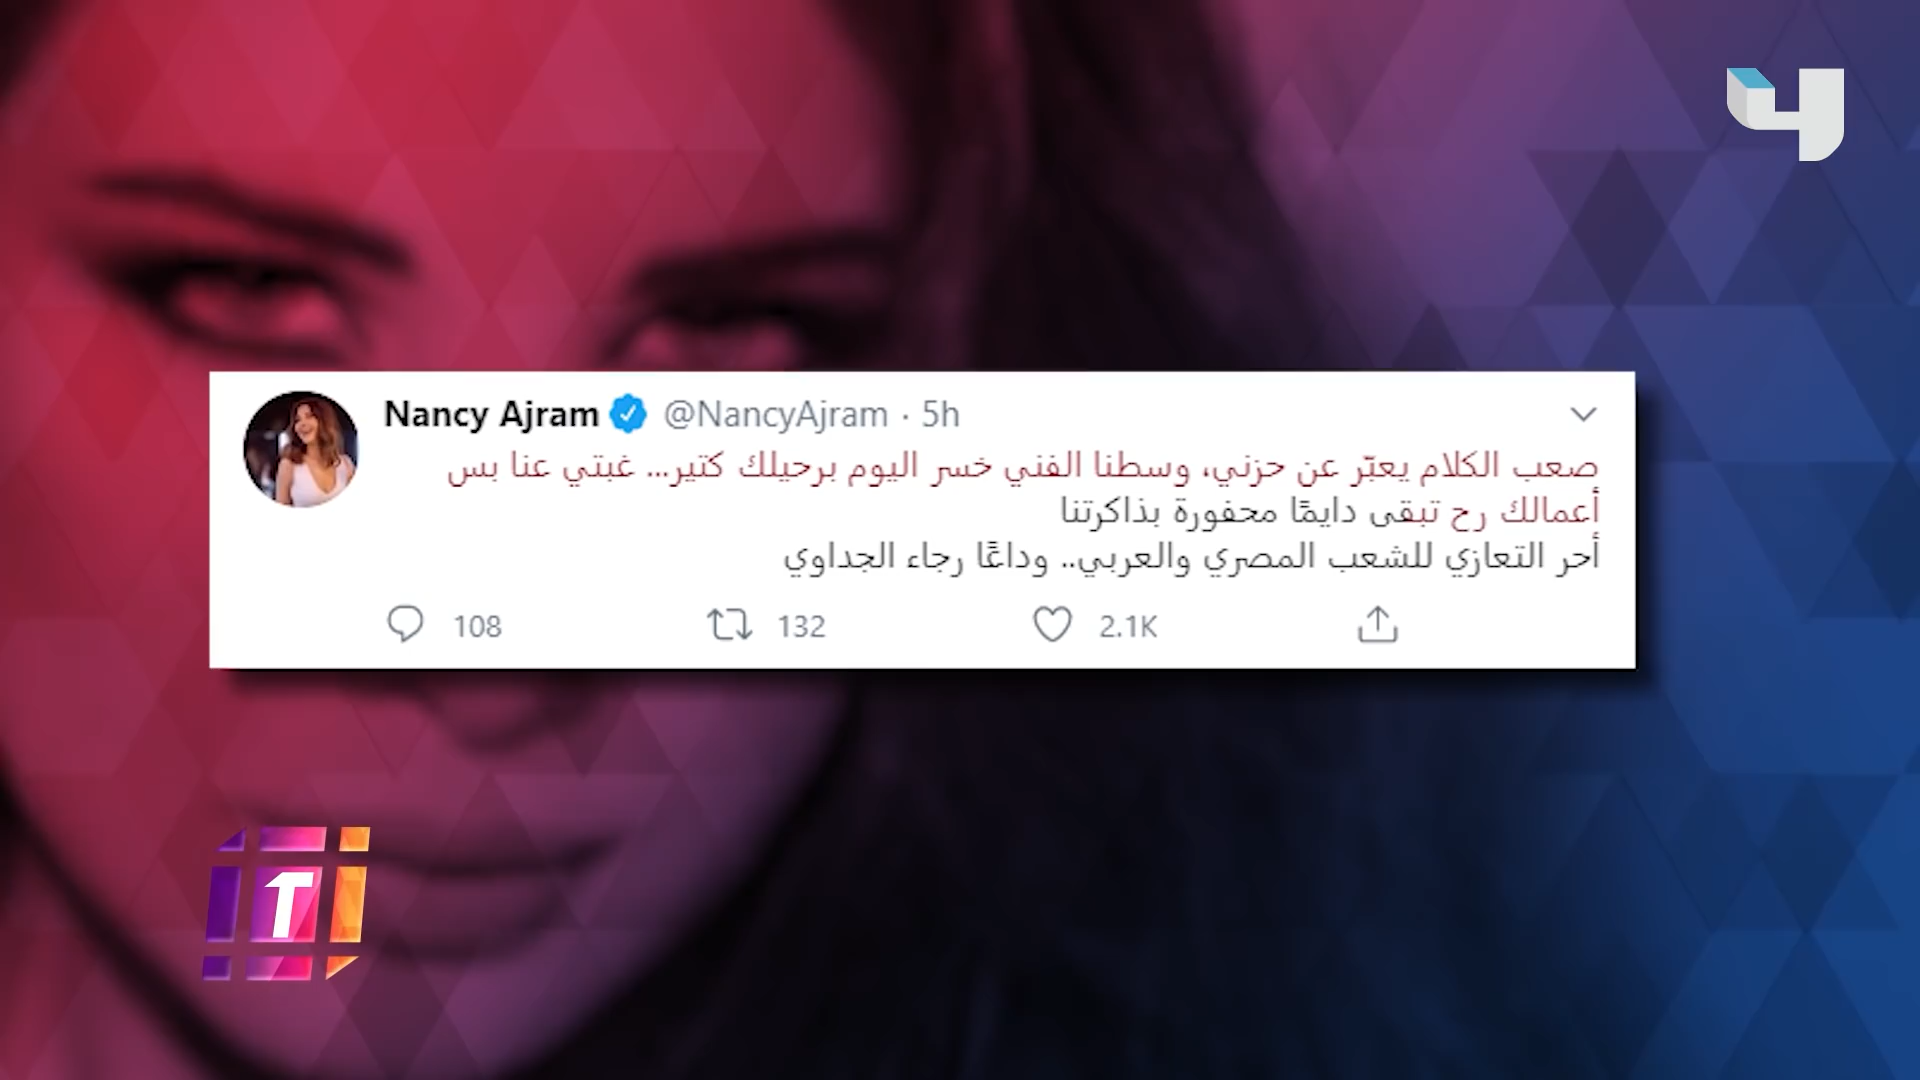 Nancy Ajram @NancyAjram · 5h
صعب الكلام يعبّر عن حزني، وسطنا الفني خسر اليوم برحيلك كتير... غبتي عنا بس
أعمالك رح تبقى دايمًا محفورة بذاكرتنا
أحر التعازي للشعب المصري والعربي.. وداعًا رجاء الجداوي
108 132 2.1K
T